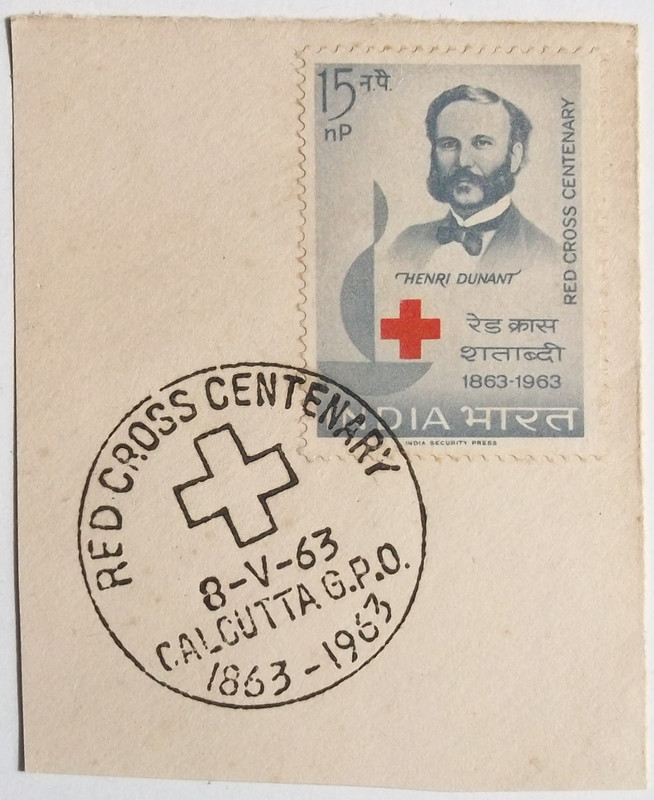 15 न.पै.
nP
RED CROSS CENTENARY
HENRI DUNANT
रेड क्रास
शताब्दी
1863-1963
INDIA भारत
INDIA SECURITY PRESS
RED CROSS CENTENARY
8-V-63
CALCUTTA G.P.O.
1863-1963